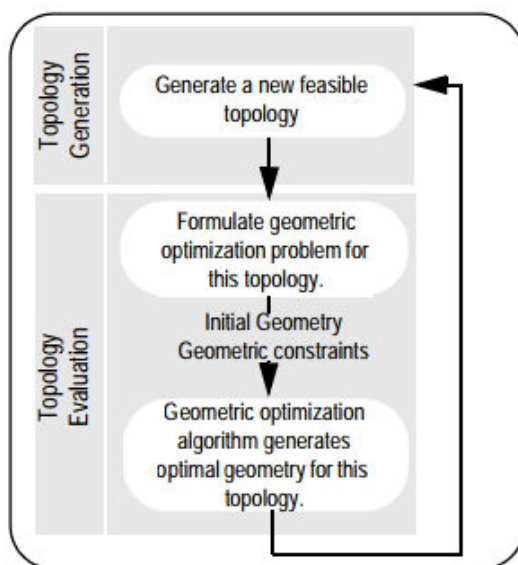 Topology
Generation
Generate a new feasible
topology
Topology
Evaluation
Formulate geometric
optimization problem for
this topology.
Initial Geometry
Geometric constraints
Geometric optimization
algorithm generates
optimal geometry for this
topology.